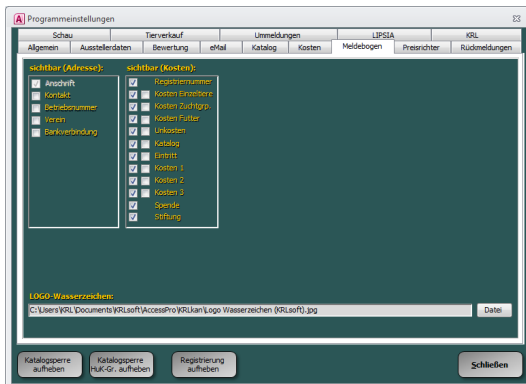 Programmeinstellungen
Schau Tierverkauf Ummeldungen LIPSIA KRL
Allgemein Ausstellerdaten Bewertung eMail Katalog Kosten Meldebogen Preisrichter Rückmeldungen
sichtbar (Adresse): sichtbar (Kosten):
Anschrift Registriernummer
Kontakt Kosten Einzeltiere
Betriebsnummer Kosten Zuchtgrp.
Verein Kosten Futter
Bankverbindung Unkosten
Katalog
Eintritt
Kosten 1
Kosten 2
Kosten 3
Spende
Stiftung
LOGO-Wasserzeichen:
C:\Users\KRL\Documents\KRLsoft\AccessPro\KRLkan\Logo Wasserzeichen (KRLsoft).jpg Datei
Katalogsperre aufheben
Katalogsperre HuK-Gr. aufheben
Registrierung aufheben
Schließen